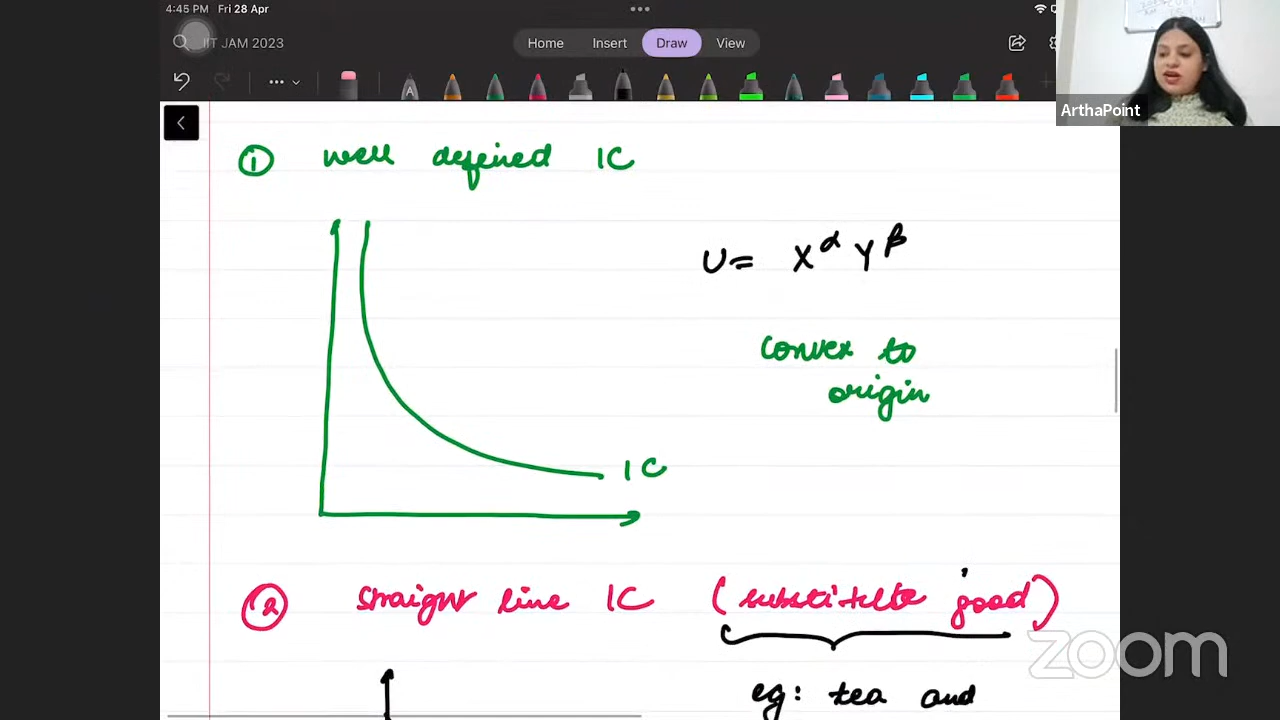 4:45 PM Fri 28 Apr
IIT JAM 2023
Home Insert Draw View
A
ArthaPoint
① well defined IC
U = X^α Y^β
convex to
origin
IC
② straight line IC (substitute good)
zoom
eg: tea and